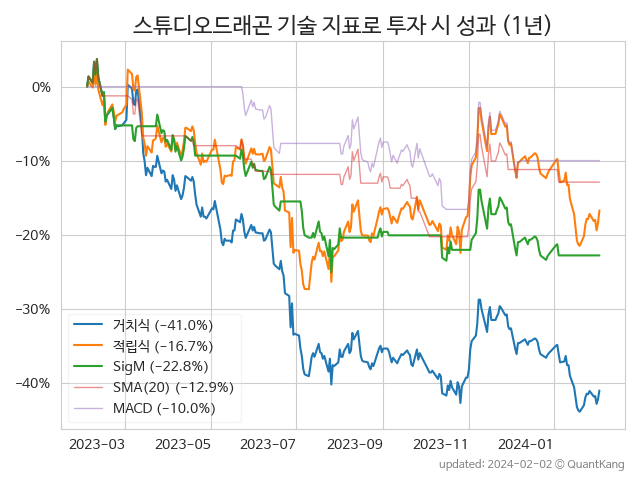 스튜디오드래곤 기술 지표로 투자 시 성과 (1년)
0%
−10%
−20%
−30%
−40%
거치식 (−41.0%)
적립식 (−16.7%)
SigM (−22.8%)
SMA(20) (−12.9%)
MACD (−10.0%)
2023−03 2023−05 2023−07 2023−09 2023−11 2024−01
updated: 2024−02−02 ⓒ QuantKang